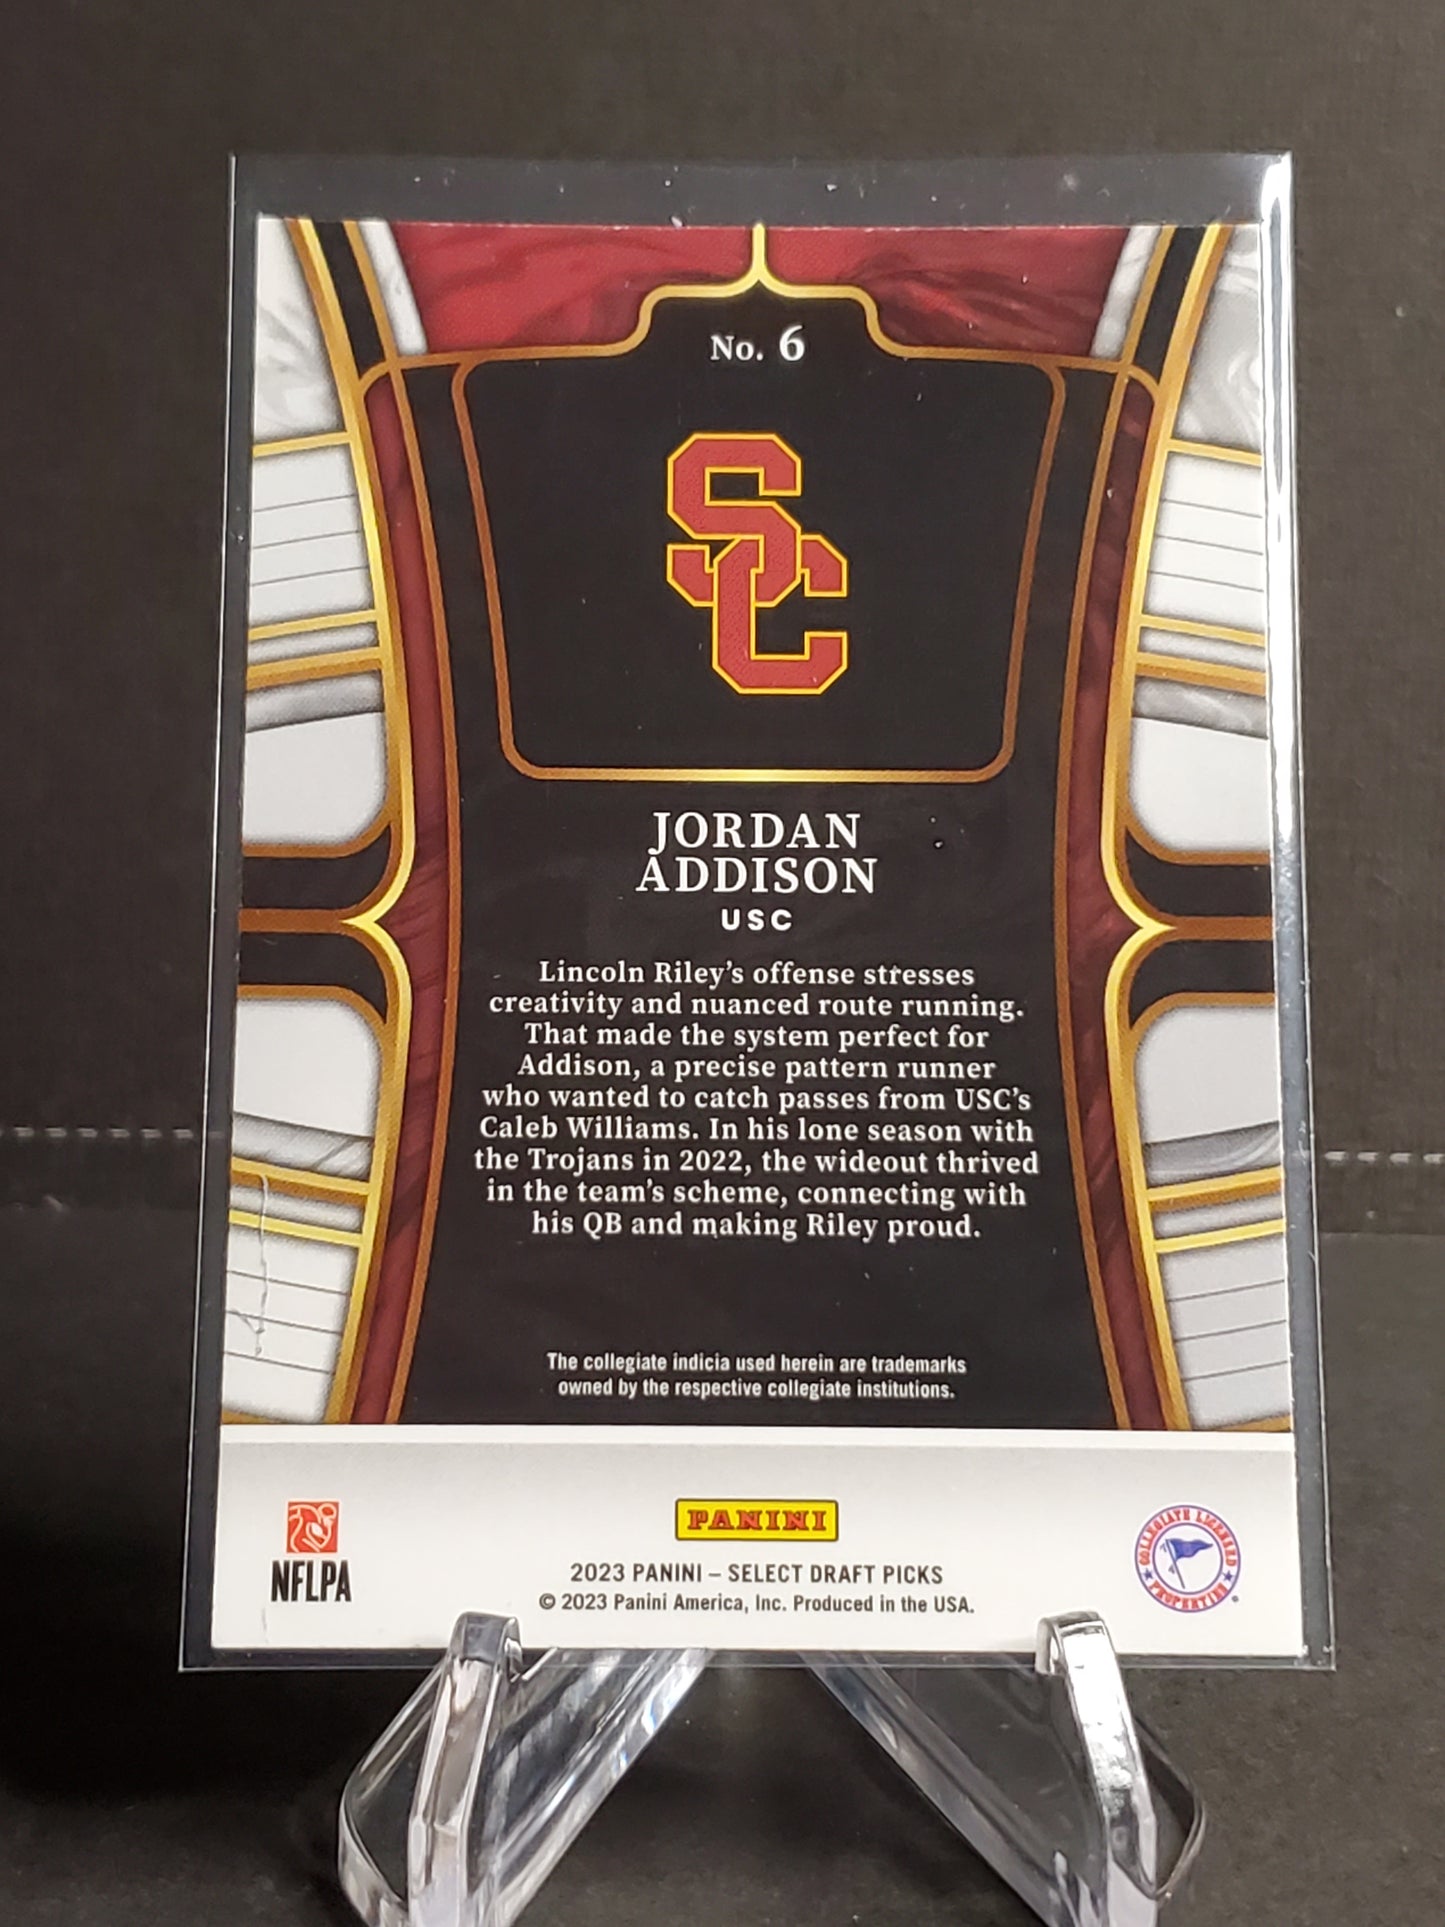 No. 6
SC
JORDAN
ADDISON
USC
Lincoln Riley's offense stresses
creativity and nuanced route running.
That made the system perfect for
Addison, a precise pattern runner
who wanted to catch passes from USC's
Caleb Williams. In his lone season with
the Trojans in 2022, the wideout thrived
in the team's scheme, connecting with
his QB and making Riley proud.
The collegiate indicia used herein are trademarks
owned by the respective collegiate institutions.
NFLPA
PANINI
2023 PANINI – SELECT DRAFT PICKS
© 2023 Panini America, Inc. Produced in the USA.
COLLEGIATE LICENSED
PROPERTIES